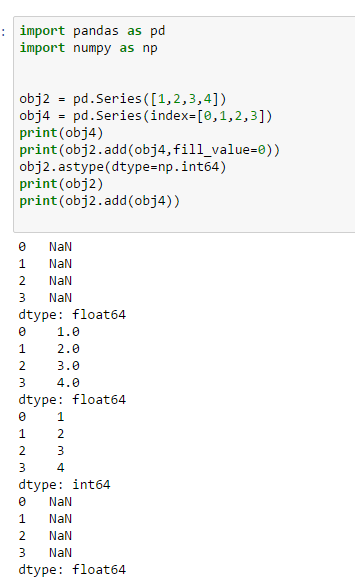 :
import pandas as pd
import numpy as np
obj2 = pd.Series([1,2,3,4])
obj4 = pd.Series(index=[0,1,2,3])
print(obj4)
print(obj2.add(obj4,fill_value=0))
obj2.astype(dtype=np.int64)
print(obj2)
print(obj2.add(obj4))
0   NaN
1   NaN
2   NaN
3   NaN
dtype: float64
0    1.0
1    2.0
2    3.0
3    4.0
dtype: float64
0    1
1    2
2    3
3    4
dtype: int64
0   NaN
1   NaN
2   NaN
3   NaN
dtype: float64